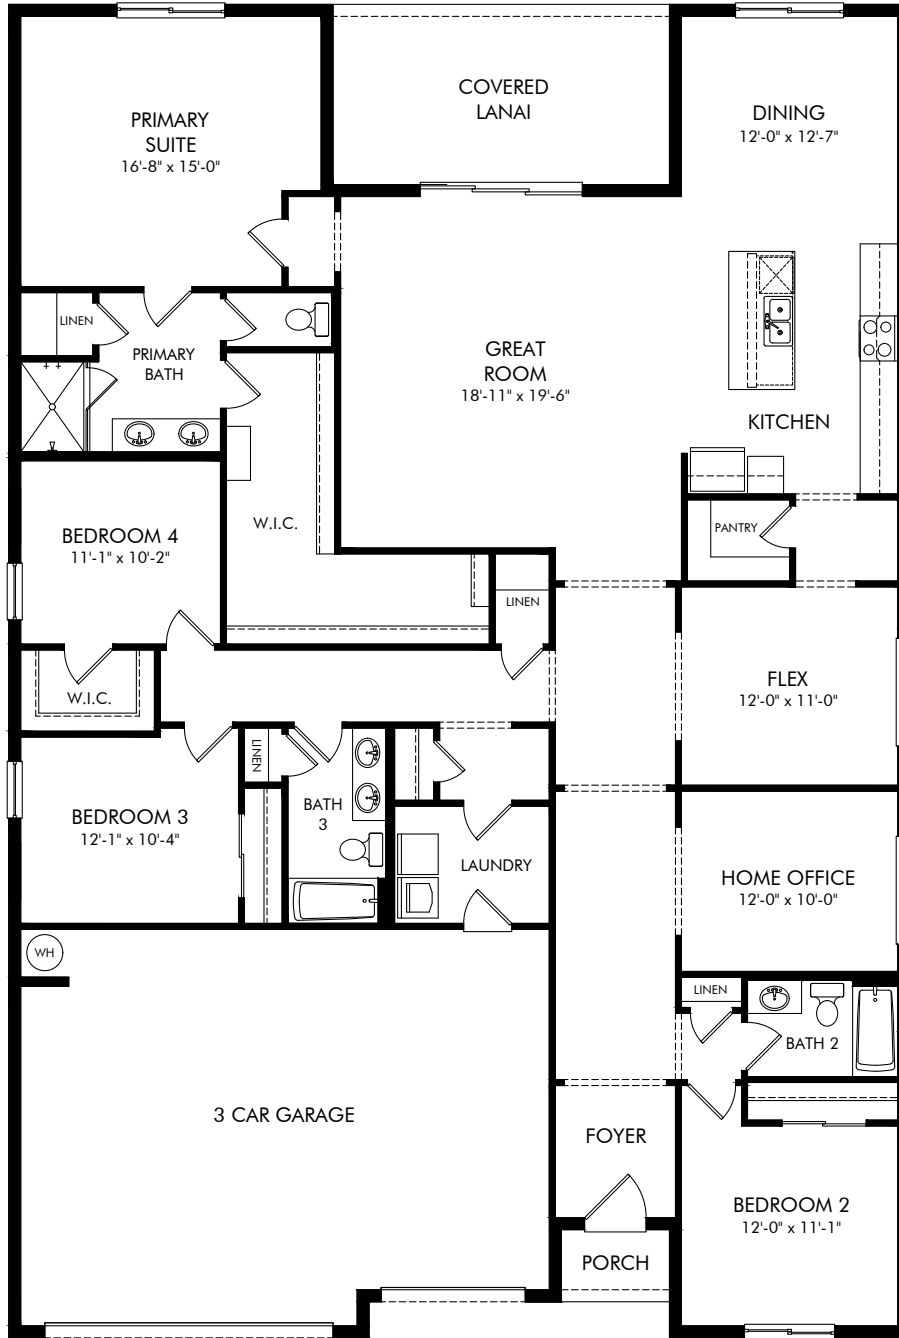 PRIMARY
SUITE
16'-8" x 15'-0"
COVERED
LANAI
DINING
12'-0" x 12'-7"
LINEN
PRIMARY
BATH
GREAT
ROOM
18'-11" x 19'-6"
KITCHEN
BEDROOM 4
11'-1" x 10'-2"
W.I.C.
PANTRY
LINEN
W.I.C.
FLEX
12'-0" x 11'-0"
LINEN
BEDROOM 3
12'-1" x 10'-4"
BATH
3
LAUNDRY
HOME OFFICE
12'-0" x 10'-0"
WH
LINEN
BATH 2
3 CAR GARAGE
FOYER
BEDROOM 2
12'-0" x 11'-1"
PORCH